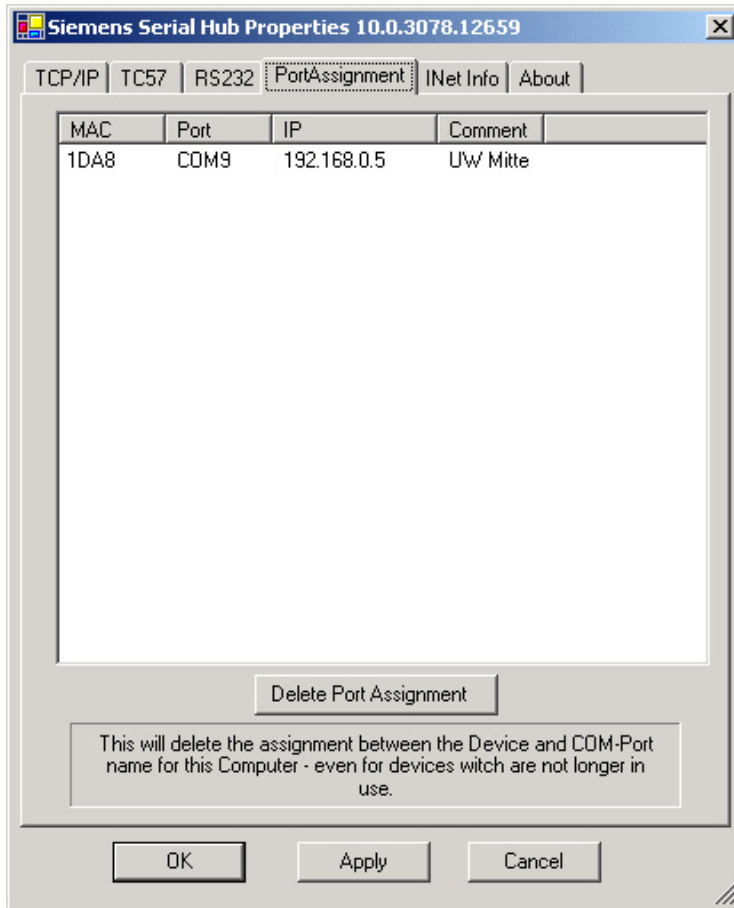 Siemens Serial Hub Properties 10.0.3078.12659
TCP/IP TC57 RS232 PortAssignment INet Info About
MAC Port IP Comment
1DA8 COM9 192.168.0.5 UW Mitte
Delete Port Assignment
This will delete the assignment between the Device and COM-Port
name for this Computer - even for devices witch are not longer in
use.
OK Apply Cancel